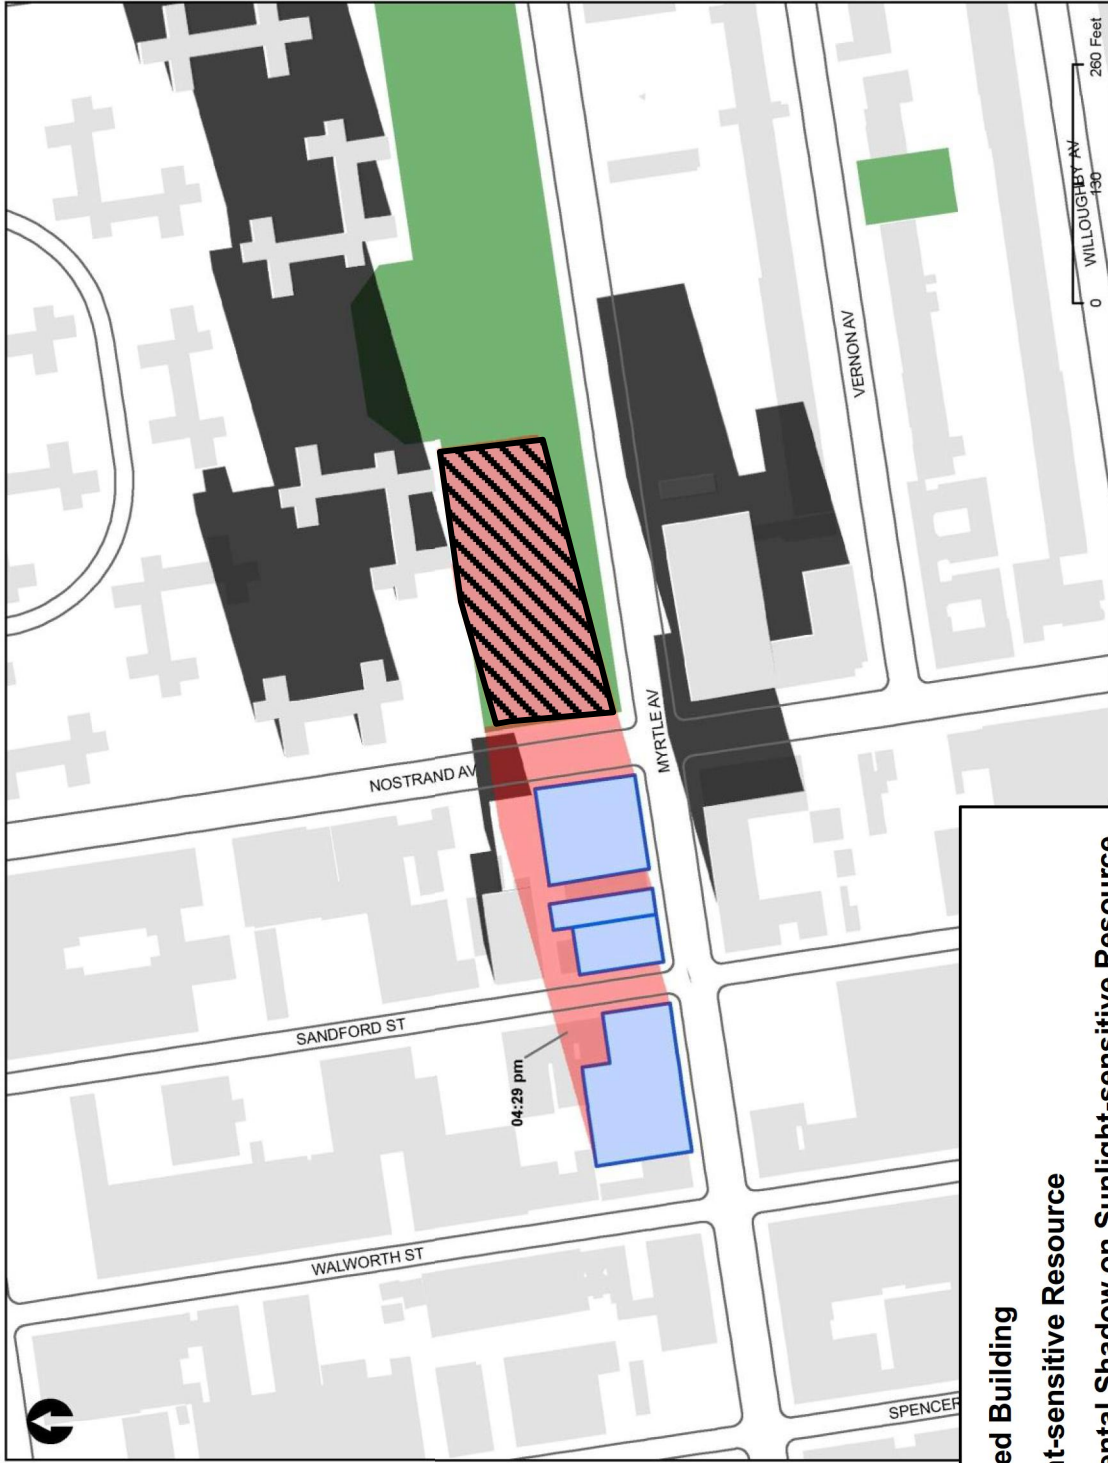 260 Feet
WILLOUGHBY AV
130
0
VERNON AV
MYRTLE AV
NOSTRAND AV
SANDFORD ST
04:29 pm
WALWORTH ST
SPENCER
ed Building
t-sensitive Resource
ental Shadow on Sunlight-sensitive Resource